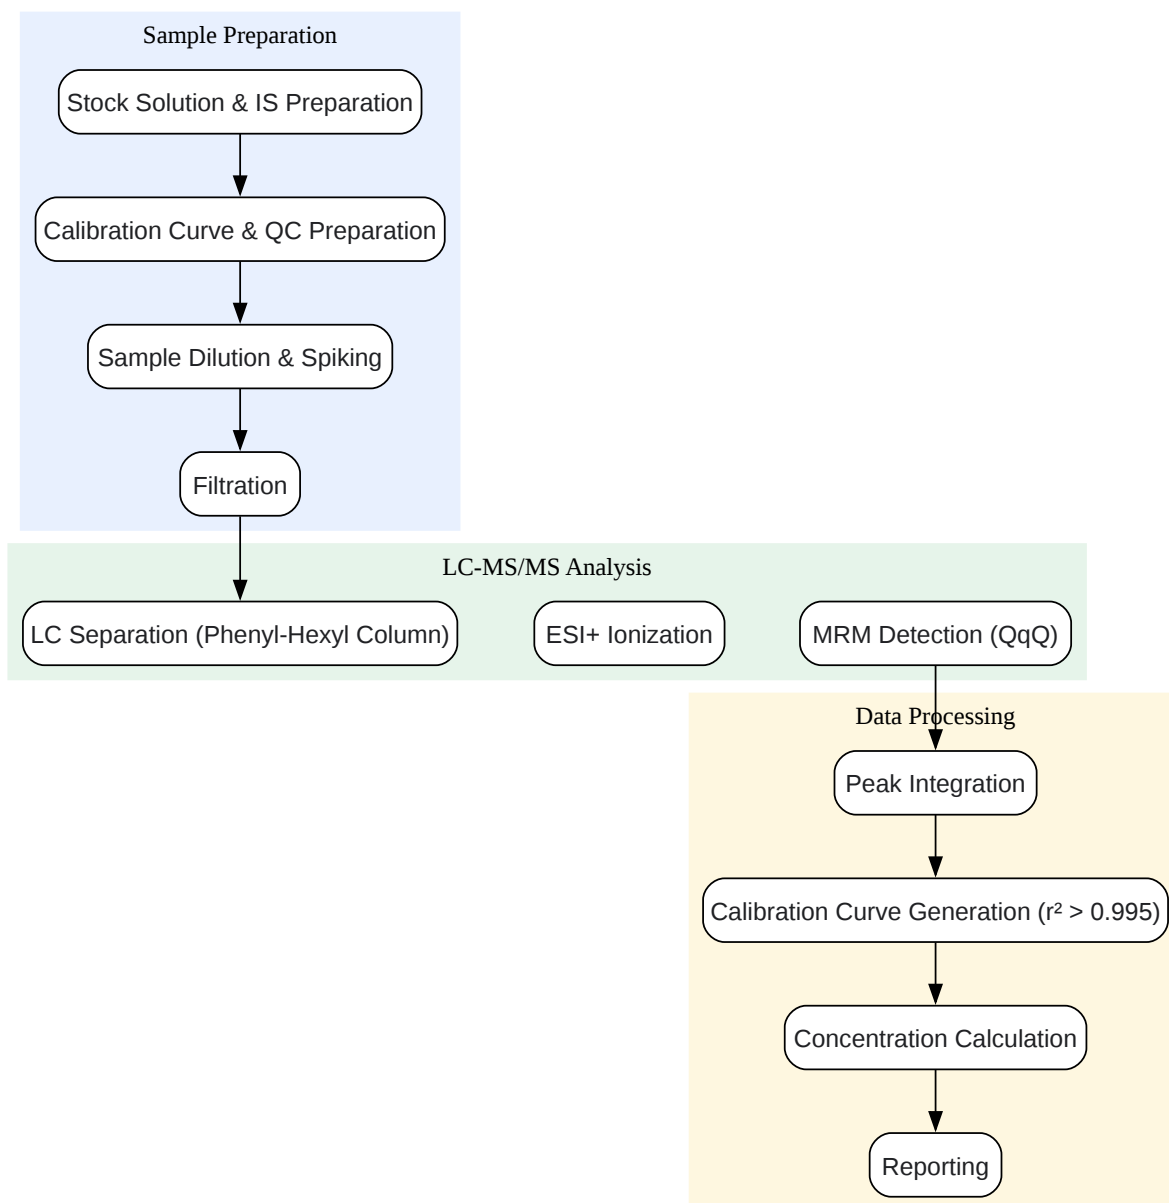 Sample Preparation
Stock Solution & IS Preparation
Calibration Curve & QC Preparation
Sample Dilution & Spiking
Filtration
LC-MS/MS Analysis
LC Separation (Phenyl-Hexyl Column)
ESI+ Ionization
MRM Detection (QqQ)
Data Processing
Peak Integration
Calibration Curve Generation (r² > 0.995)
Concentration Calculation
Reporting